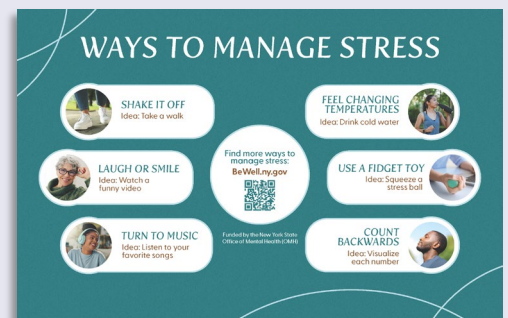 WAYS TO MANAGE STRESS
SHAKE IT OFF
Idea: Take a walk
LAUGH OR SMILE
Idea: Watch a
funny video
TURN TO MUSIC
Idea: Listen to your
favorite songs
Find more ways to
manage stress:
BeWell.ny.gov
Funded by the New York State
Office of Mental Health (OMH)
FEEL CHANGING
TEMPERATURES
Idea: Drink cold water
USE A FIDGET TOY
Idea: Squeeze a
stress ball
COUNT
BACKWARDS
Idea: Visualize
each number